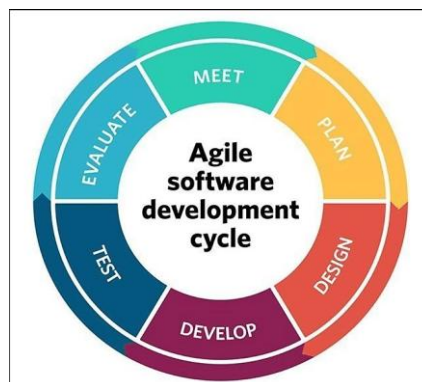 MEET
PLAN
DESIGN
DEVELOP
TEST
EVALUATE
Agile
software
development
cycle